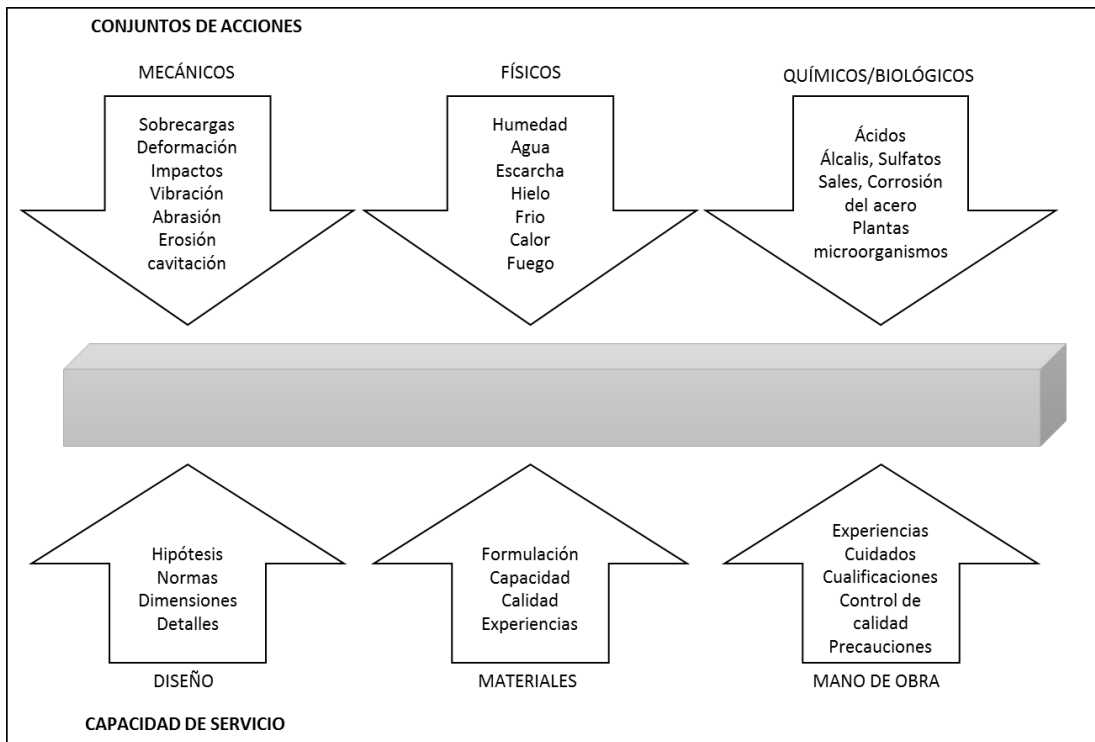 CONJUNTOS DE ACCIONES
MECÁNICOS
Sobrecargas
Deformación
Impactos
Vibración
Abrasión
Erosión
cavitación
FÍSICOS
Humedad
Agua
Escarcha
Hielo
Frio
Calor
Fuego
QUÍMICOS/BIOLÓGICOS
Ácidos
Álcalis, Sulfatos
Sales, Corrosión
del acero
Plantas
microorganismos
Hipótesis
Normas
Dimensiones
Detalles
DISEÑO
Formulación
Capacidad
Calidad
Experiencias
MATERIALES
Experiencias
Cuidados
Cualificaciones
Control de
calidad
Precauciones
MANO DE OBRA
CAPACIDAD DE SERVICIO